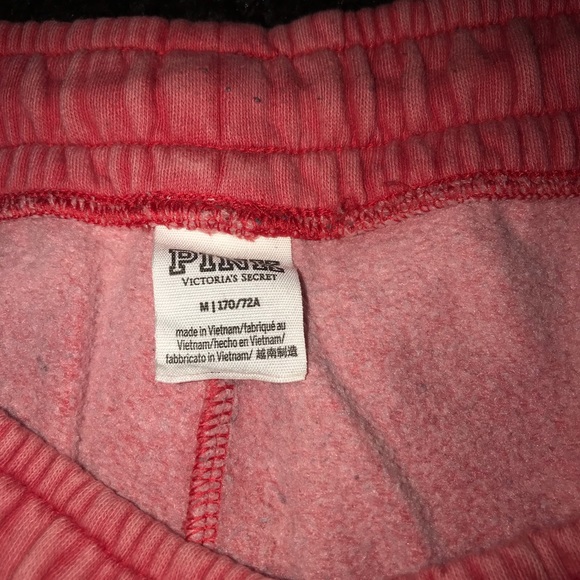 PINK
VICTORIA'S SECRET
M | 170/72A
made in Vietnam/fabriqué au
Vietnam/hecho en Vietnam/
fabbricato in Vietnam/ 越南制造